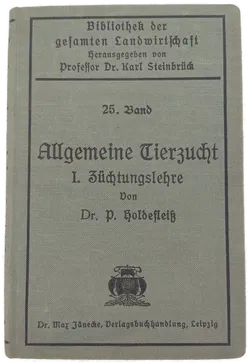 Bibliothek der
gesamten Landwirtschaft
Herausgegeben von
Professor Dr. Karl Steinbrück
25. Band
Allgemeine Tierzucht
I. Züchtungslehre
Von
Dr. P. Holdefleiß
Dr. Max Jänecke, Verlagsbuchhandlung, Leipzig